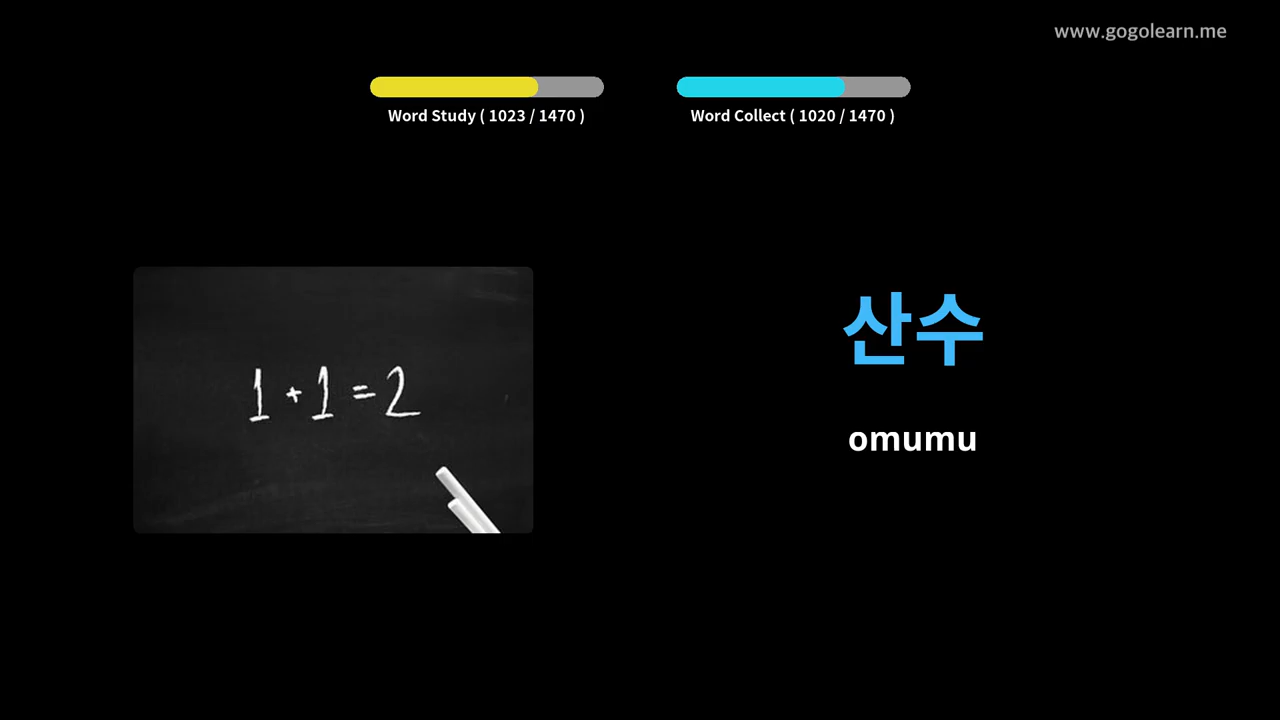 www.gogolearn.me
Word Study ( 1023 / 1470 )
Word Collect ( 1020 / 1470 )
1 + 1 = 2
산수
omumu